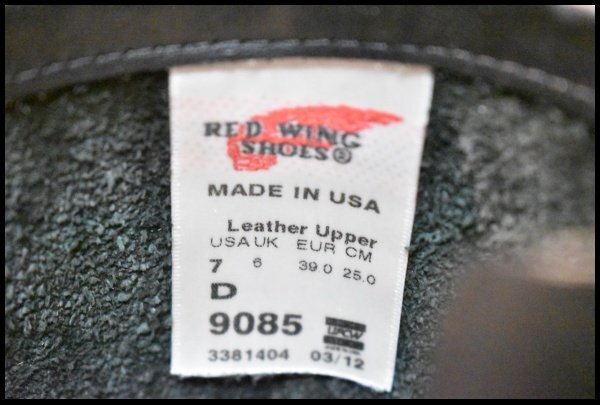 RED WING
SHOES®
MADE IN USA
Leather Upper
USA UK EUR CM
7 6 39.0 25.0
D
9085
UFCW
3381404 03/12